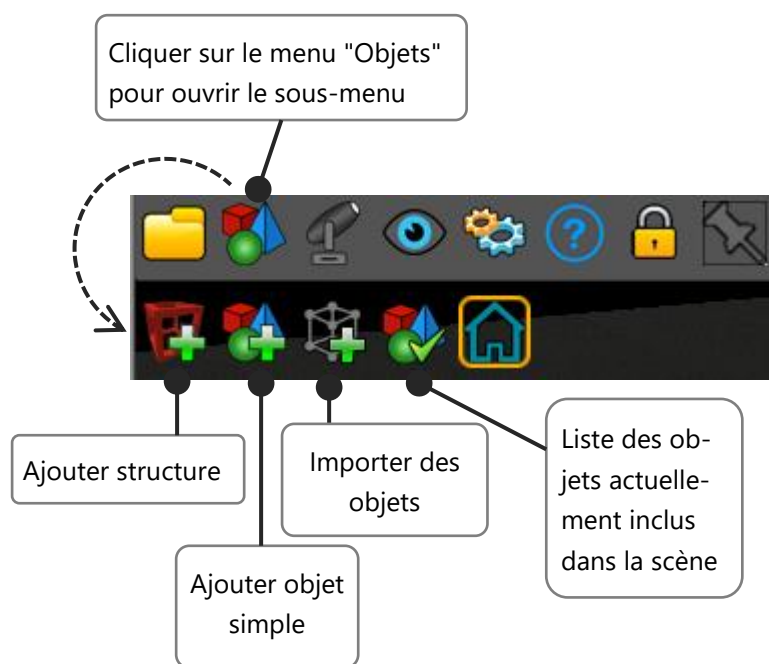 Cliquer sur le menu "Objets"
pour ouvrir le sous-menu
?
Ajouter structure
Importer des
objets
Liste des ob-
jets actuelle-
ment inclus
dans la scène
Ajouter objet
simple